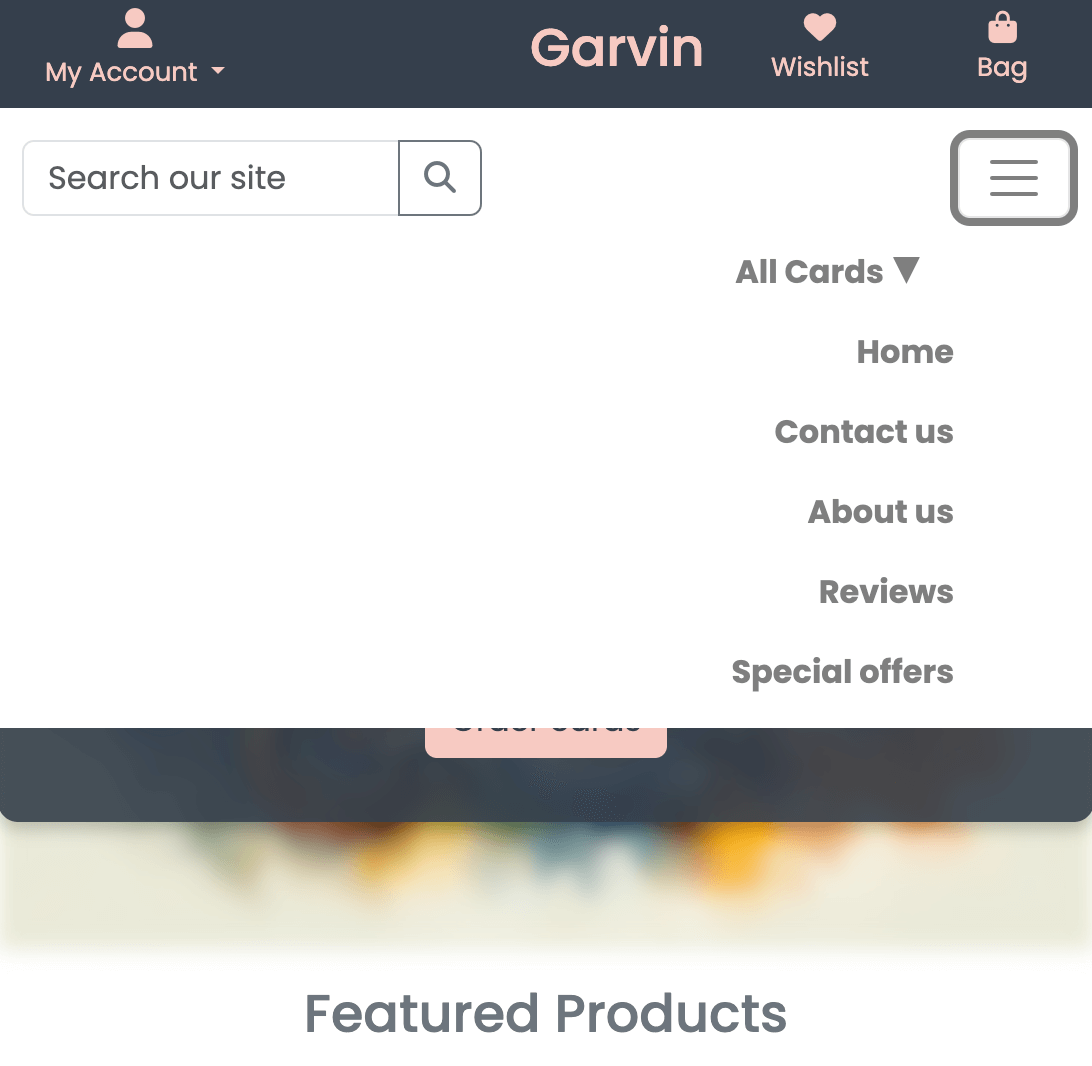 My Account
Garvin
Wishlist
Bag
Search our site
All Cards ▼
Home
Contact us
About us
Reviews
Special offers
Featured Products